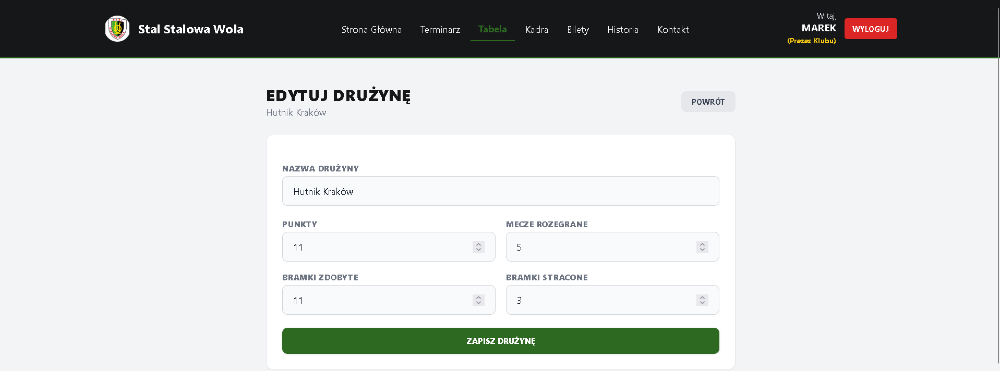 Stal Stalowa Wola
Strona Główna Terminarz Tabela Kadra Bilety Historia Kontakt
Witaj,
MAREK
(Prezes Klubu)
WYLOGUJ
EDYTUJ DRUŻYNĘ
Hutnik Kraków
POWRÓT
NAZWA DRUŻYNY
Hutnik Kraków
PUNKTY
11
MECZE ROZEGRANE
5
BRAMKI ZDOBYTE
11
BRAMKI STRACONE
3
ZAPISZ DRUŻYNĘ